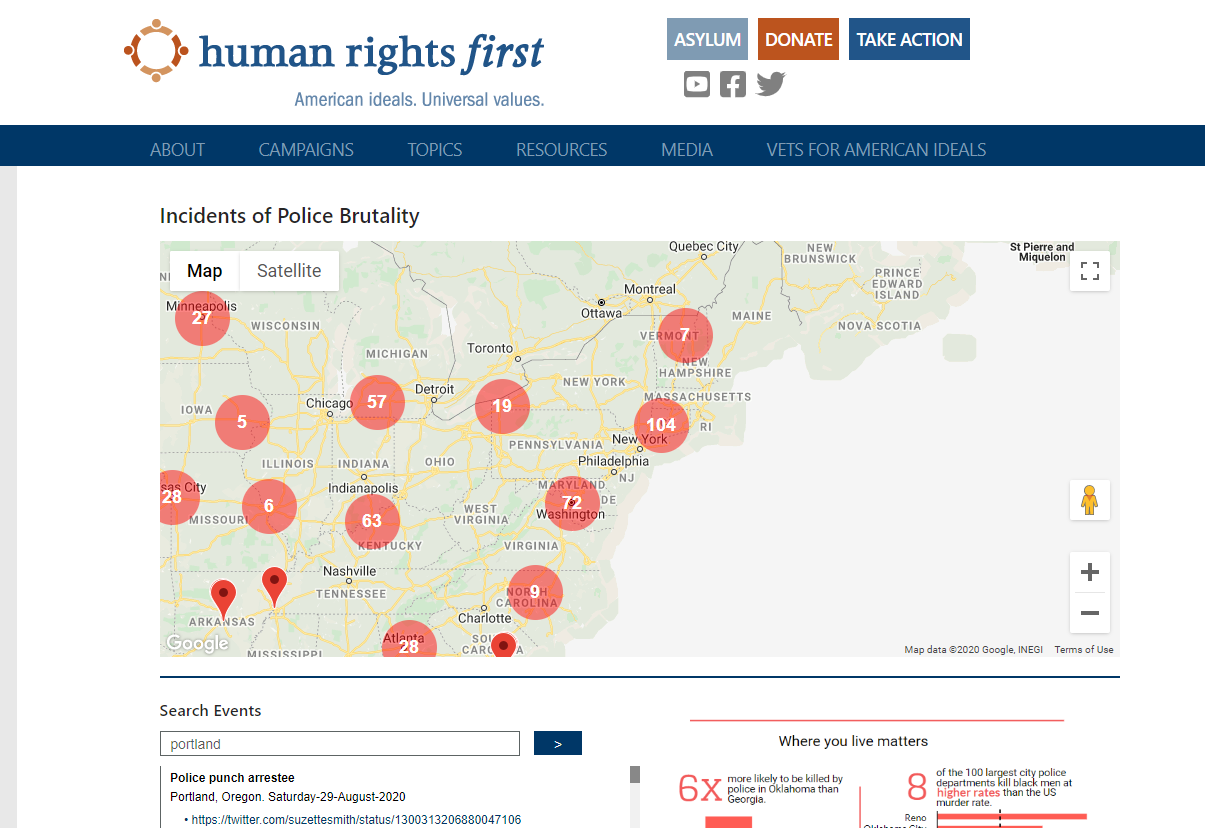 human rights first
American ideals. Universal values.
ASYLUM DONATE TAKE ACTION
ABOUT CAMPAIGNS TOPICS RESOURCES MEDIA VETS FOR AMERICAN IDEALS
Incidents of Police Brutality
Map Satellite
Quebec City
NEW BRUNSWICK
St Pierre and Miquelon
PRINCE EDWARD ISLAND
Montreal
Ottawa
MAINE
NOVA SCOTIA
Minneapolis
27
WISCONSIN
VERMONT
7
NEW HAMPSHIRE
Toronto
MICHIGAN
NEW YORK
Detroit
MASSACHUSETTS
Chicago
57
19
IOWA
5
104
RI
New York
PENNSYLVANIA
Philadelphia
NJ
ILLINOIS
INDIANA
OHIO
Indianapolis
sas City
28
MARYLAND
DE
72
Washington
6
MISSOURI
63
WEST VIRGINIA
KENTUCKY
VIRGINIA
Nashville
TENNESSEE
9
NORTH CAROLINA
Charlotte
ARKANSAS
Atlanta
28
MISSISSIPPI
Google
Map data ©2020 Google, INEGI Terms of Use
Search Events
portland
>
Police punch arrestee
Portland, Oregon. Saturday-29-August-2020
• https://twitter.com/suzettesmith/status/1300313206880047106
Where you live matters
6x
more likely to be killed by
police in Oklahoma than
Georgia.
8
of the 100 largest city police
departments kill black men at
higher rates than the US
murder rate.
Reno
Oklahoma City